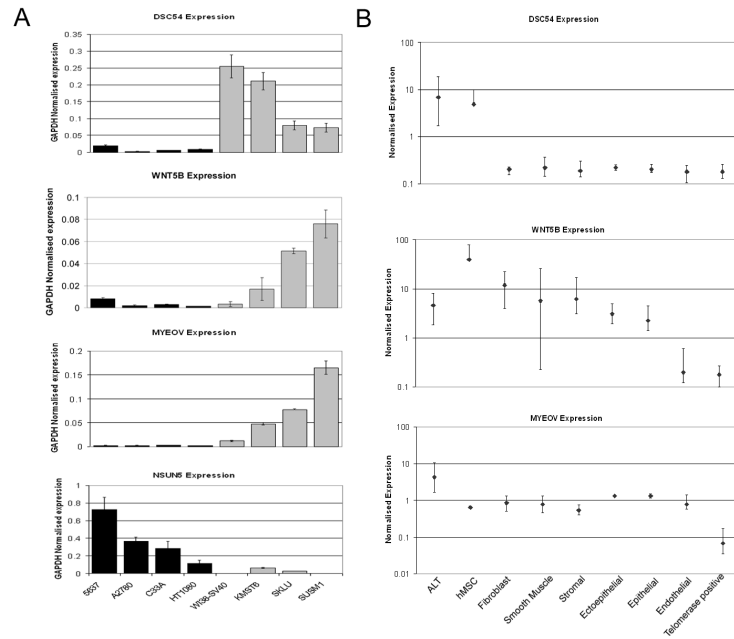 A
DSC54 Expression
GAPDH Normalised expression
0.35
0.3
0.25
0.2
0.15
0.1
0.05
0
WNT5B Expression
GAPDH Normalised expression
0.1
0.08
0.06
0.04
0.02
0
MYEOV Expression
GAPDH Normalised expression
0.2
0.15
0.1
0.05
0
NSUN5 Expression
GAPDH Normalised expression
1
0.8
0.6
0.4
0.2
0
5637
A2780
C33A
HT1080
WI38-SV40
KMST6
SKLU
SUSM1
B
DSC54 Expression
Normalised Expression
100
10
1
0.1
WNT5B Expression
Normalised Expression
100
10
1
0.1
MYEOV Expression
Normalised Expression
100
10
1
0.1
0.01
ALT
hMSC
Fibroblast
Smooth Muscle
Stromal
Ectoepithelial
Epithelial
Endothelial
Telomerase positive